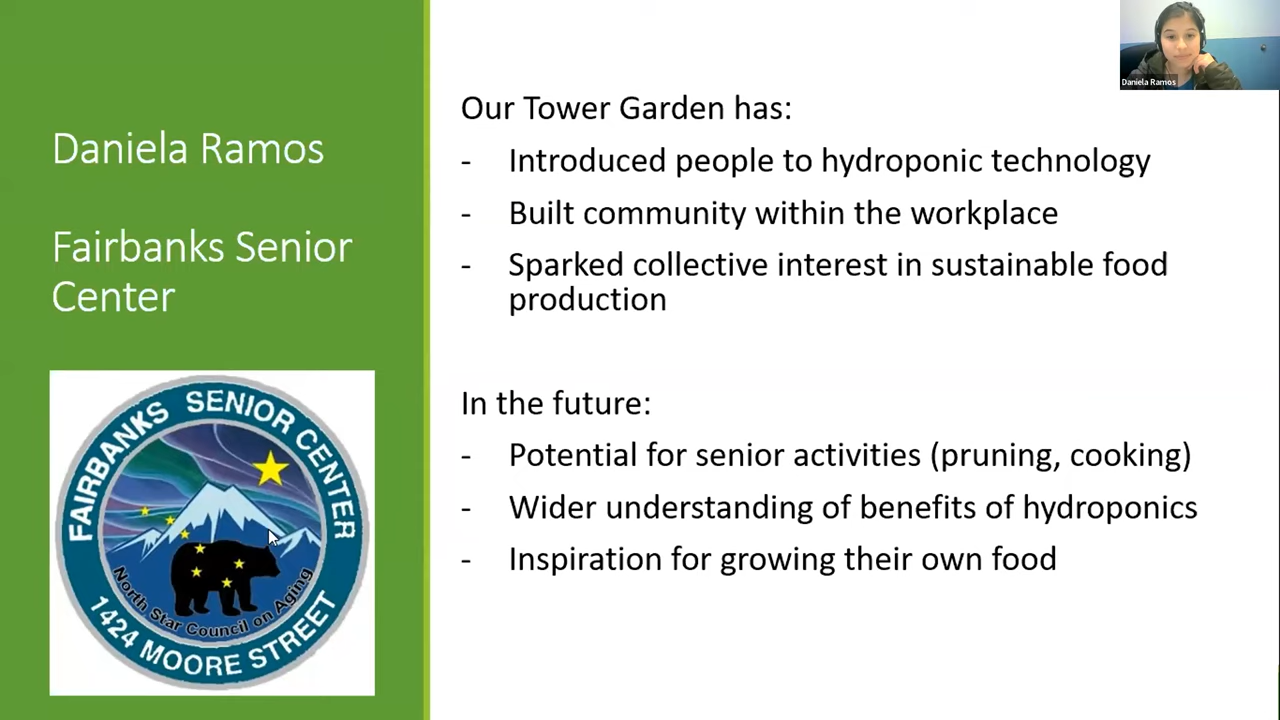 Daniela Ramos
Fairbanks Senior
Center
FAIRBANKS SENIOR CENTER
North Star Council on Aging
1424 MOORE STREET
Our Tower Garden has:
- Introduced people to hydroponic technology
- Built community within the workplace
- Sparked collective interest in sustainable food
production
In the future:
- Potential for senior activities (pruning, cooking)
- Wider understanding of benefits of hydroponics
- Inspiration for growing their own food
Daniela Ramos